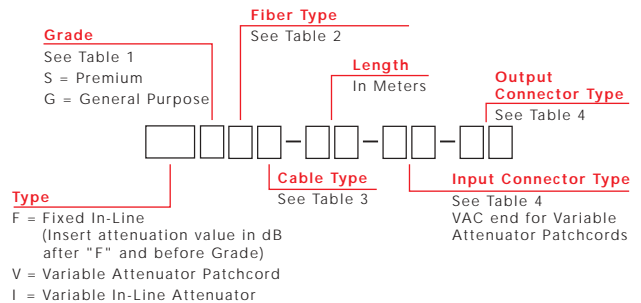 Fiber Type
See Table 2
Grade
See Table 1
S = Premium
G = General Purpose
Length
In Meters
Output
Connector Type
See Table 4
Type
F = Fixed In-Line
(Insert attenuation value in dB
after "F" and before Grade)
V = Variable Attenuator Patchcord
I = Variable In-Line Attenuator
Cable Type
See Table 3
Input Connector Type
See Table 4
VAC end for Variable
Attenuator Patchcords